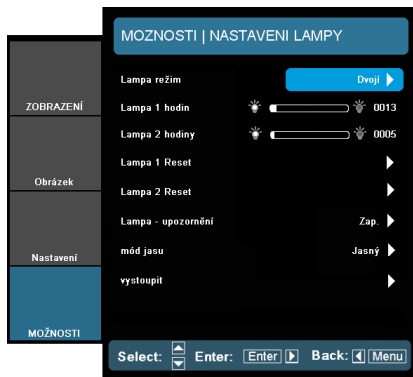 MOZNOSTI | NASTAVENI LAMPY
ZOBRAZENÍ
Obrázek
Nastavení
MOŽNOSTI
Lampa režim Dvojí
Lampa 1 hodin 0013
Lampa 2 hodiny 0005
Lampa 1 Reset
Lampa 2 Reset
Lampa - upozornění Zap.
mód jasu Jasný
vystoupit
Select: Enter: Enter Back: Menu